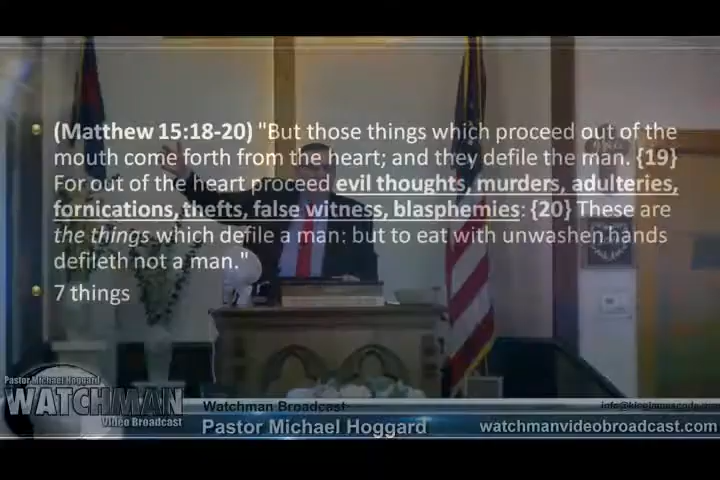 (Matthew 15:18-20) "But those things which proceed out of the
mouth come forth from the heart; and they defile the man. {19}
For out of the heart proceed evil thoughts, murders, adulteries,
fornications, thefts, false witness, blasphemies: {20} These are
the things which defile a man: but to eat with unwashen hands
defileth not a man."
7 things
Pastor Michael Hoggard
WATCHMAN
Video Broadcast
Watchman Broadcast
Pastor Michael Hoggard
watchmanvideobroadcast.com